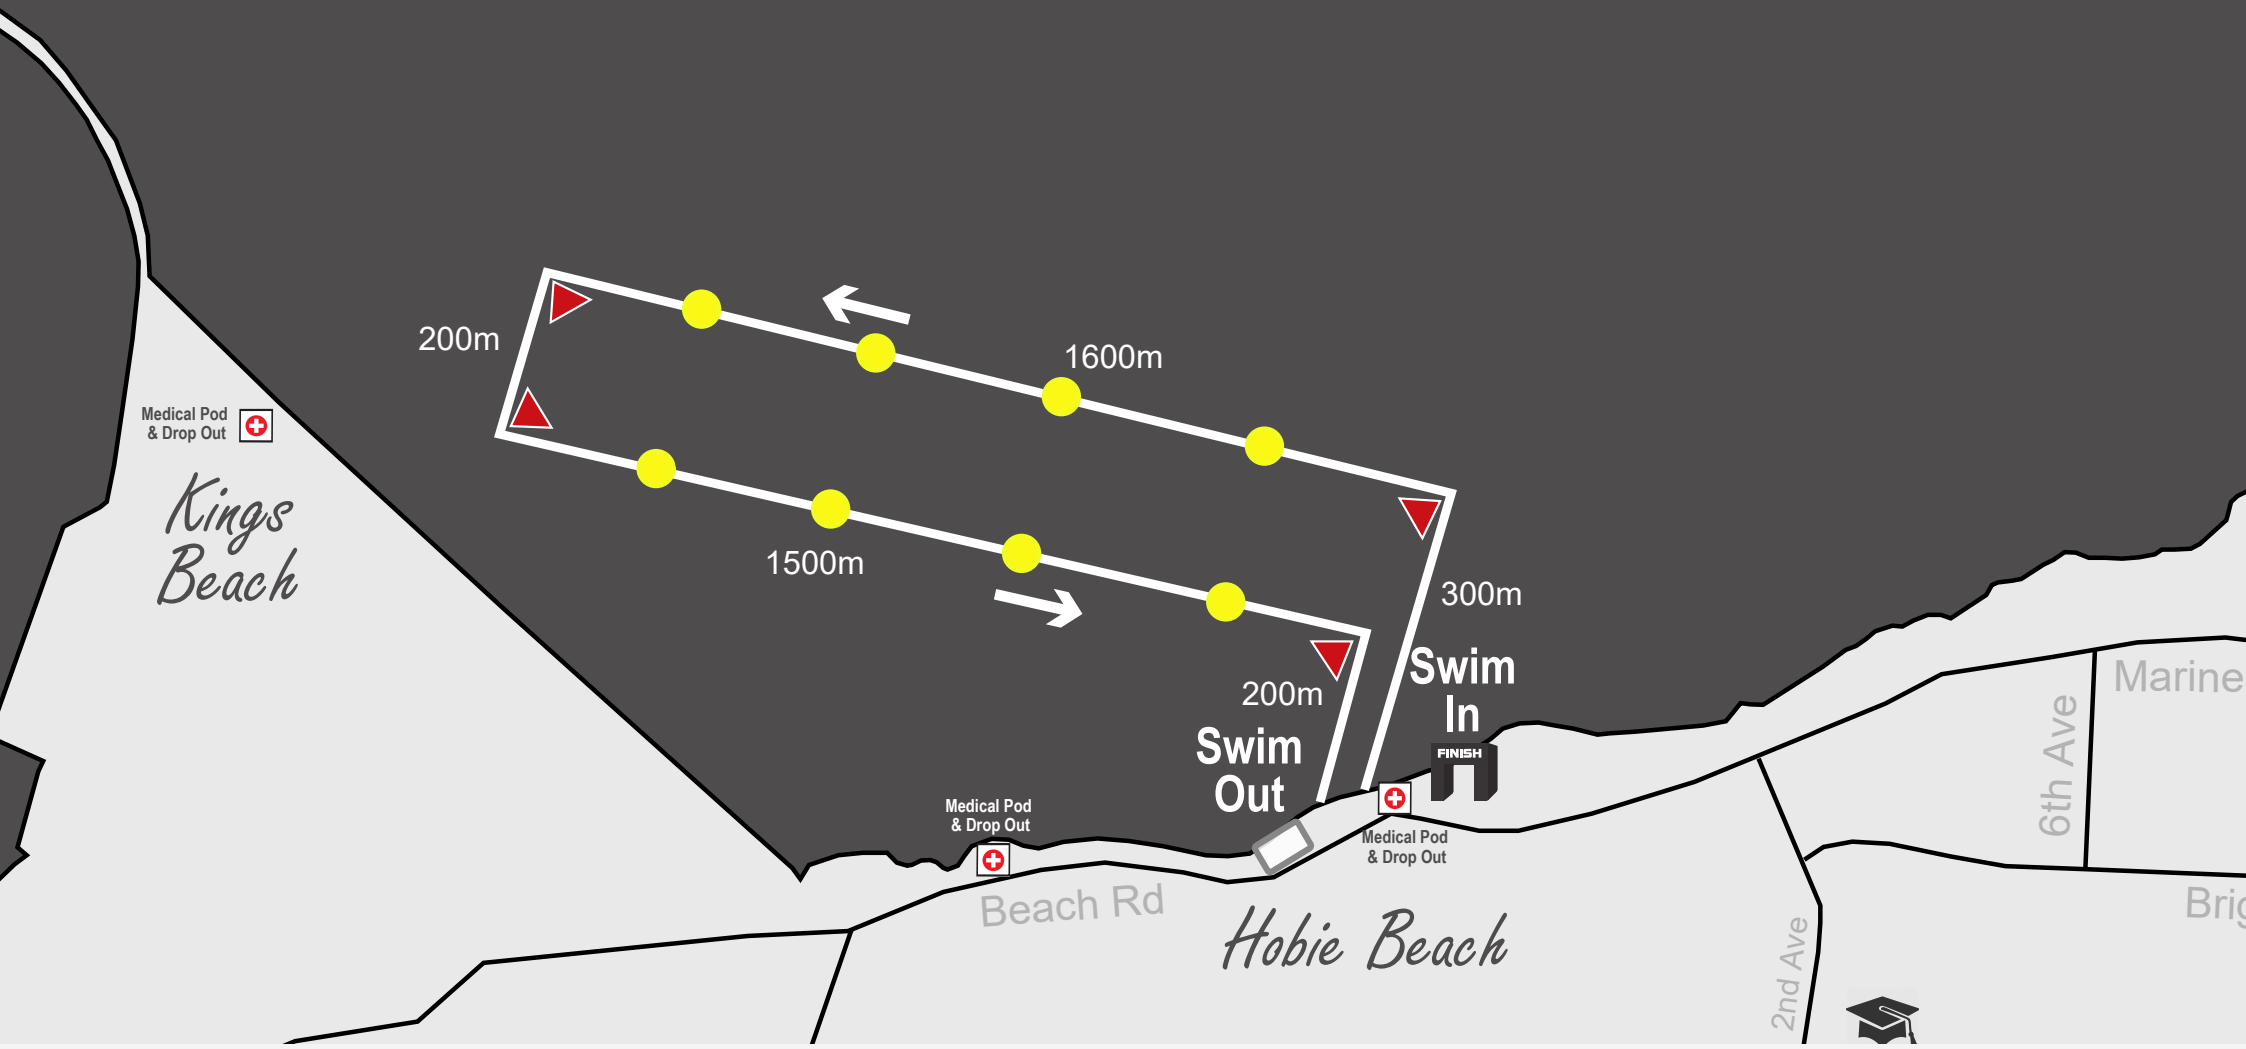 200m
1600m
Medical Pod
& Drop Out
Kings
Beach
1500m
300m
Swim
In
200m
Swim
Out
FINISH
Medical Pod
& Drop Out
Medical Pod
& Drop Out
Beach Rd
Hobie Beach
Marine
6th Ave
2nd Ave